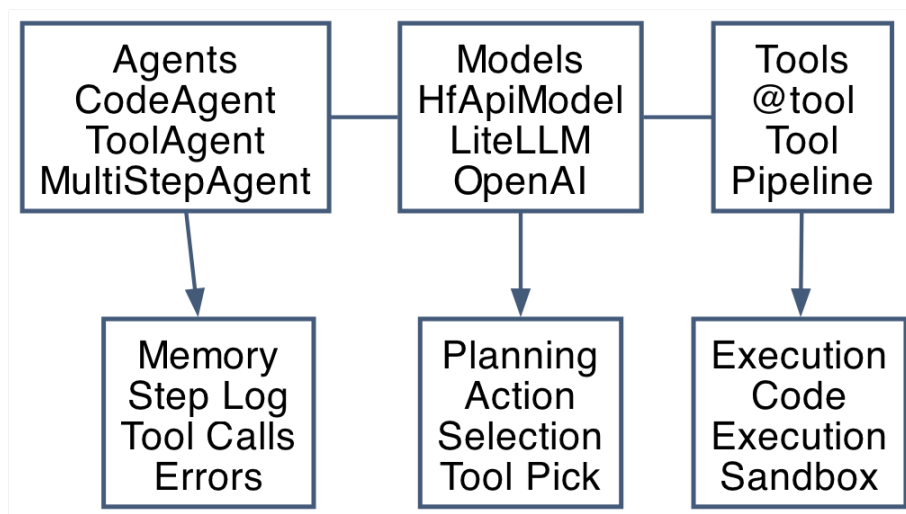 Agents
CodeAgent
ToolAgent
MultiStepAgent
Models
HfApiModel
LiteLLM
OpenAI
Tools
@tool
Tool
Pipeline
Memory
Step Log
Tool Calls
Errors
Planning
Action
Selection
Tool Pick
Execution
Code
Execution
Sandbox